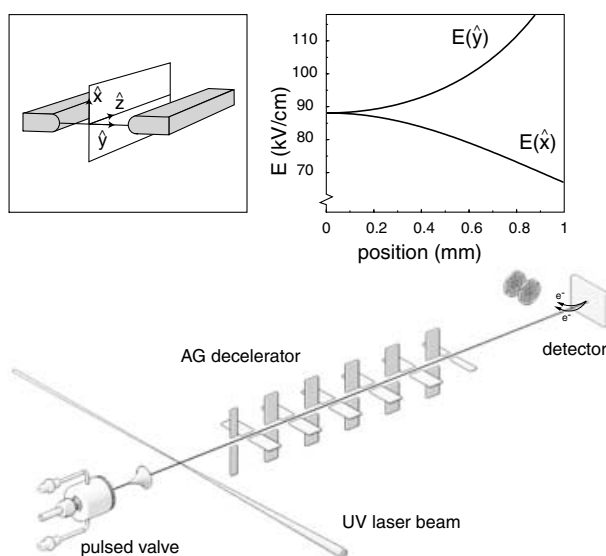 x̂
ẑ
ŷ
E (kV/cm)
110
100
90
80
70
E(ŷ)
E(x̂)
0
0.2
0.4
0.6
0.8
1
position (mm)
e-
e-
detector
AG decelerator
UV laser beam
pulsed valve